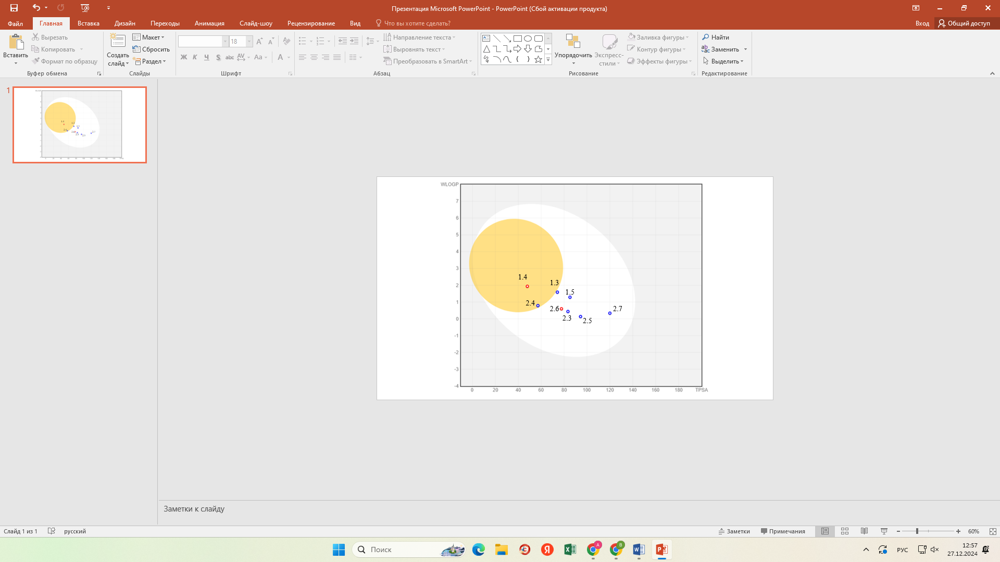 Презентация Microsoft PowerPoint - PowerPoint (Сбой активации продукта)
Файл Главная Вставка Дизайн Переходы Анимация Слайд-шоу Рецензирование Вид Что вы хотите сделать? Вход Общий доступ
Вставить
Вырезать
Копировать
Формат по образцу
Буфер обмена
Создать слайд
Макет
Сбросить
Раздел
Слайды
18
Ж К Ч S abc AV Aa A
Шрифт
Направление текста
Выровнять текст
Преобразовать в SmartArt
Абзац
Упорядочить
Экспресс-стили
Заливка фигуры
Контур фигуры
Эффекты фигуры
Рисование
Найти
Заменить
Выделить
Редактирование
1
WLOGP
7
6
5
4
3
2
1
0
-1
-2
-3
-4
1.4
1.3
1.5
2.4
2.6
2.3
2.5
2.7
0 20 40 60 80 100 120 140 160 180 TPSA
Заметки к слайду
Слайд 1 из 1 русский Заметки Примечания 60%
Поиск
РУС
12:57
27.12.2024